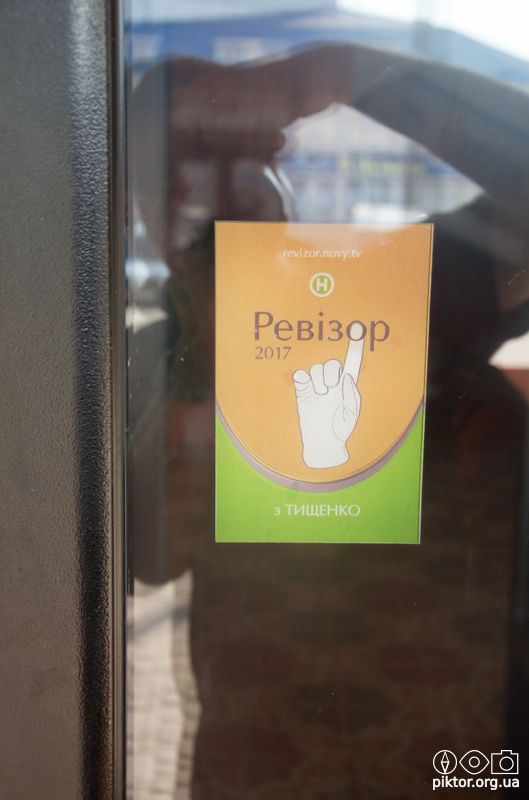 revizor.novy.tv
H
Ревізор
2017
з ТИЩЕНКО
piktor.org.ua